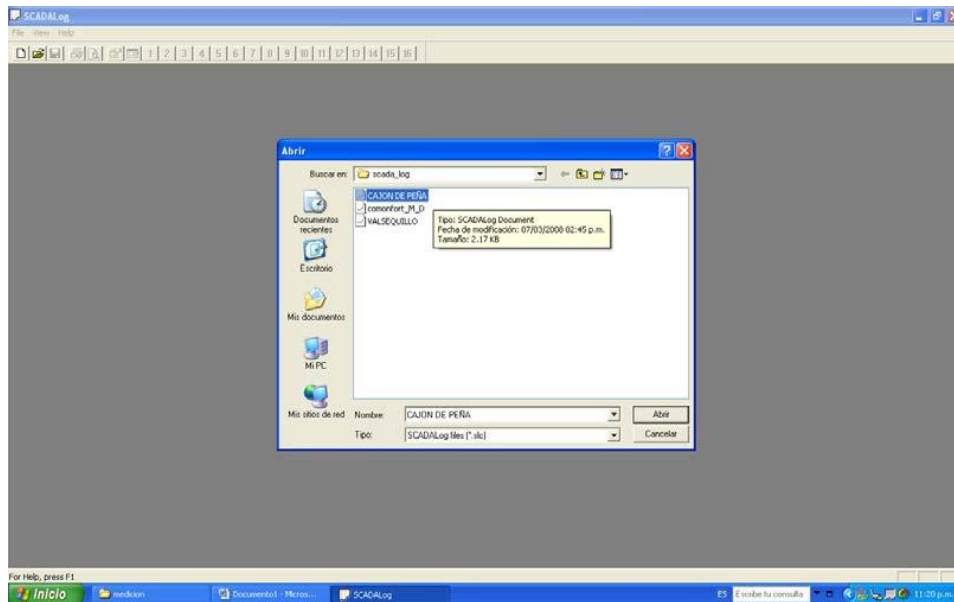 SCADALog
File View Help
1 2 3 4 5 6 7 8 9 10 11 12 13 14 15 16
Abrir
Buscar en: scada_log
CAJON DE PEÑA
comonfort_M_D
VALSEQUILLO
Tipo: SCADALog Document
Fecha de modificación: 07/03/2008 02:45 p.m.
Tamaño: 2.17 KB
Documentos
recientes
Escritorio
Mis documentos
Mi PC
Mis sitios de red
Nombre: CAJON DE PEÑA
Abrir
Tipo: SCADALog files (*.slc)
Cancelar
For Help, press F1
Inicio
medicion
Documento1 - Micros...
SCADALog
ES
Escribe tu consulta
11:20 p.m.